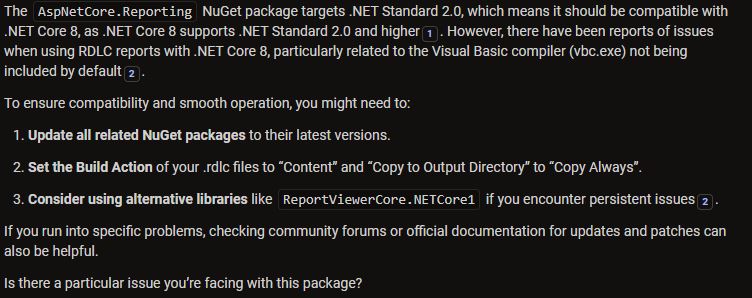 The AspNetCore.Reporting NuGet package targets .NET Standard 2.0, which means it should be compatible with
.NET Core 8, as .NET Core 8 supports .NET Standard 2.0 and higher 1 . However, there have been reports of issues
when using RDLC reports with .NET Core 8, particularly related to the Visual Basic compiler (vbc.exe) not being
included by default 2 .
To ensure compatibility and smooth operation, you might need to:
1. Update all related NuGet packages to their latest versions.
2. Set the Build Action of your .rdlc files to “Content” and “Copy to Output Directory” to “Copy Always”.
3. Consider using alternative libraries like ReportViewerCore.NETCore1 if you encounter persistent issues 2 .
If you run into specific problems, checking community forums or official documentation for updates and patches can
also be helpful.
Is there a particular issue you’re facing with this package?